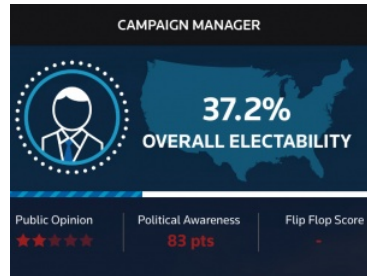 CAMPAIGN MANAGER
37.2%
OVERALL ELECTABILITY
Public Opinion
Political Awareness
Flip Flop Score
83 pts
-